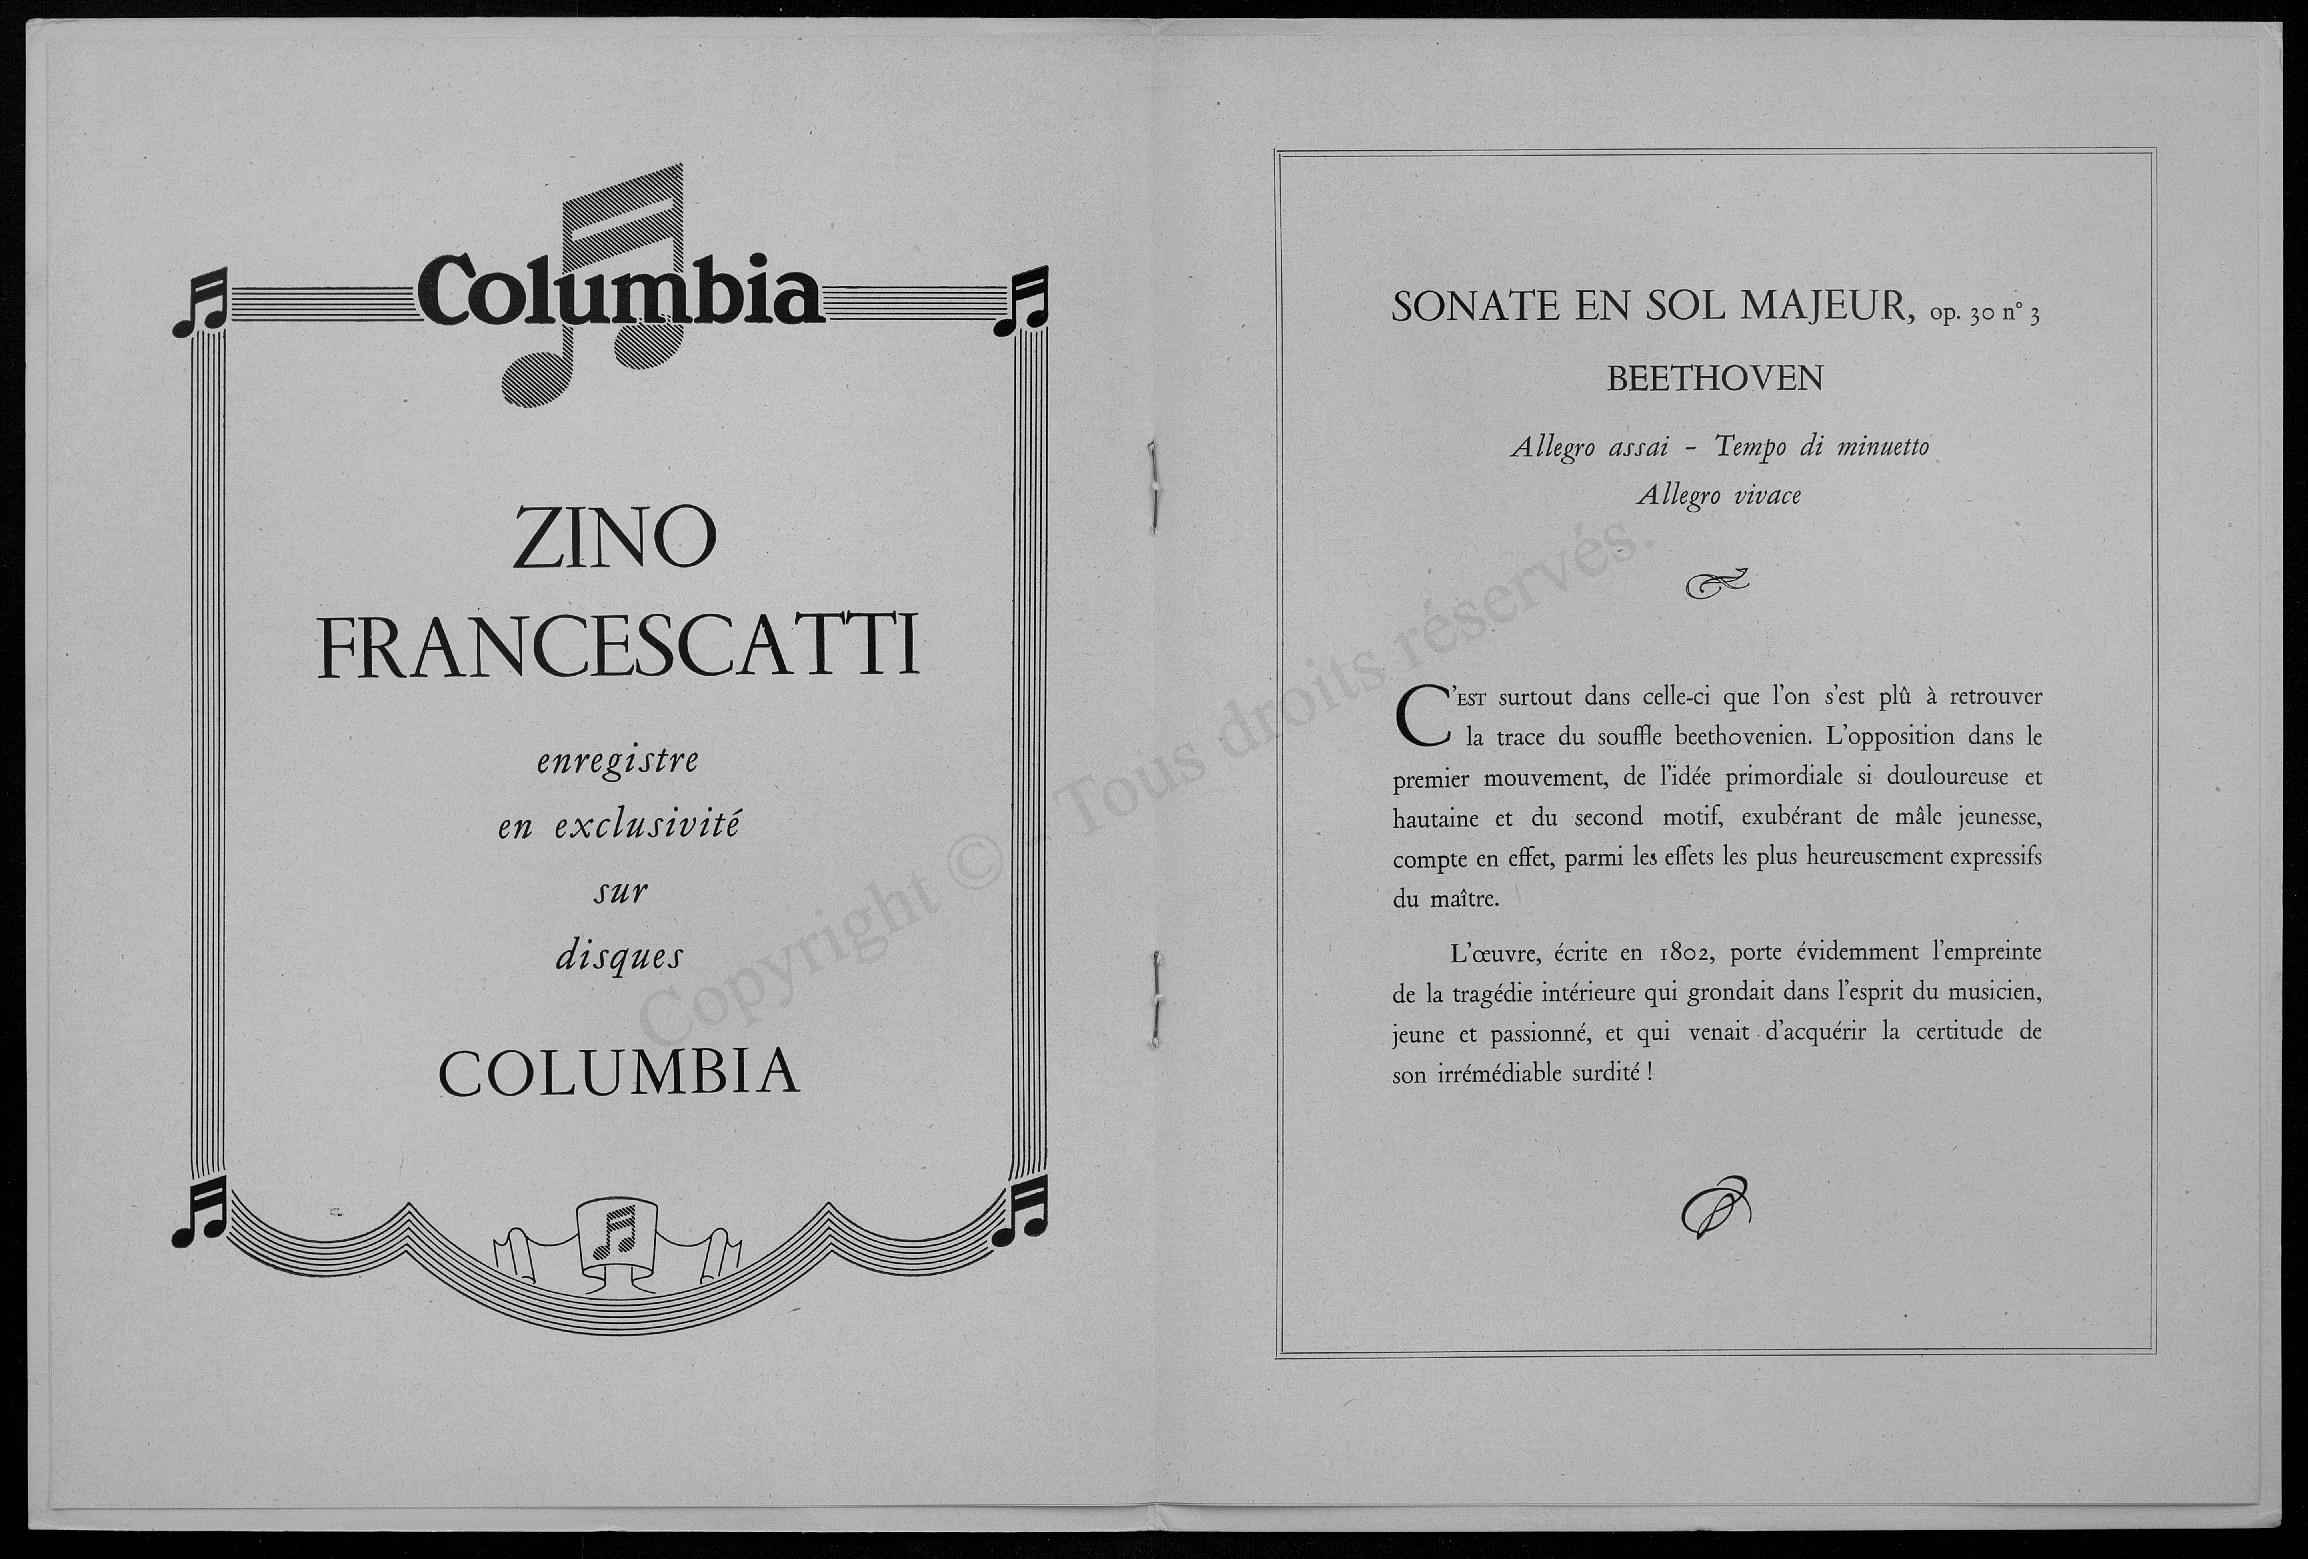 Columbia
ZINO
FRANCESCATTI
enregistre
en exclusivité
sur
disques
COLUMBIA
SONATE EN SOL MAJEUR, op. 30 n° 3
BEETHOVEN
Allegro assai - Tempo di minuetto
Allegro vivace
C'EST surtout dans celle-ci que l'on s'est plû à retrouver
la trace du souffle beethovenien. L'opposition dans le
premier mouvement, de l'idée primordiale si douloureuse et
hautaine et du second motif, exubérant de mâle jeunesse,
compte en effet, parmi les effets les plus heureusement expressifs
du maître.
L'œuvre, écrite en 1802, porte évidemment l'empreinte
de la tragédie intérieure qui grondait dans l'esprit du musicien,
jeune et passionné, et qui venait d'acquérir la certitude de
son irrémédiable surdité !
Copyright © - Tous droits réservés.